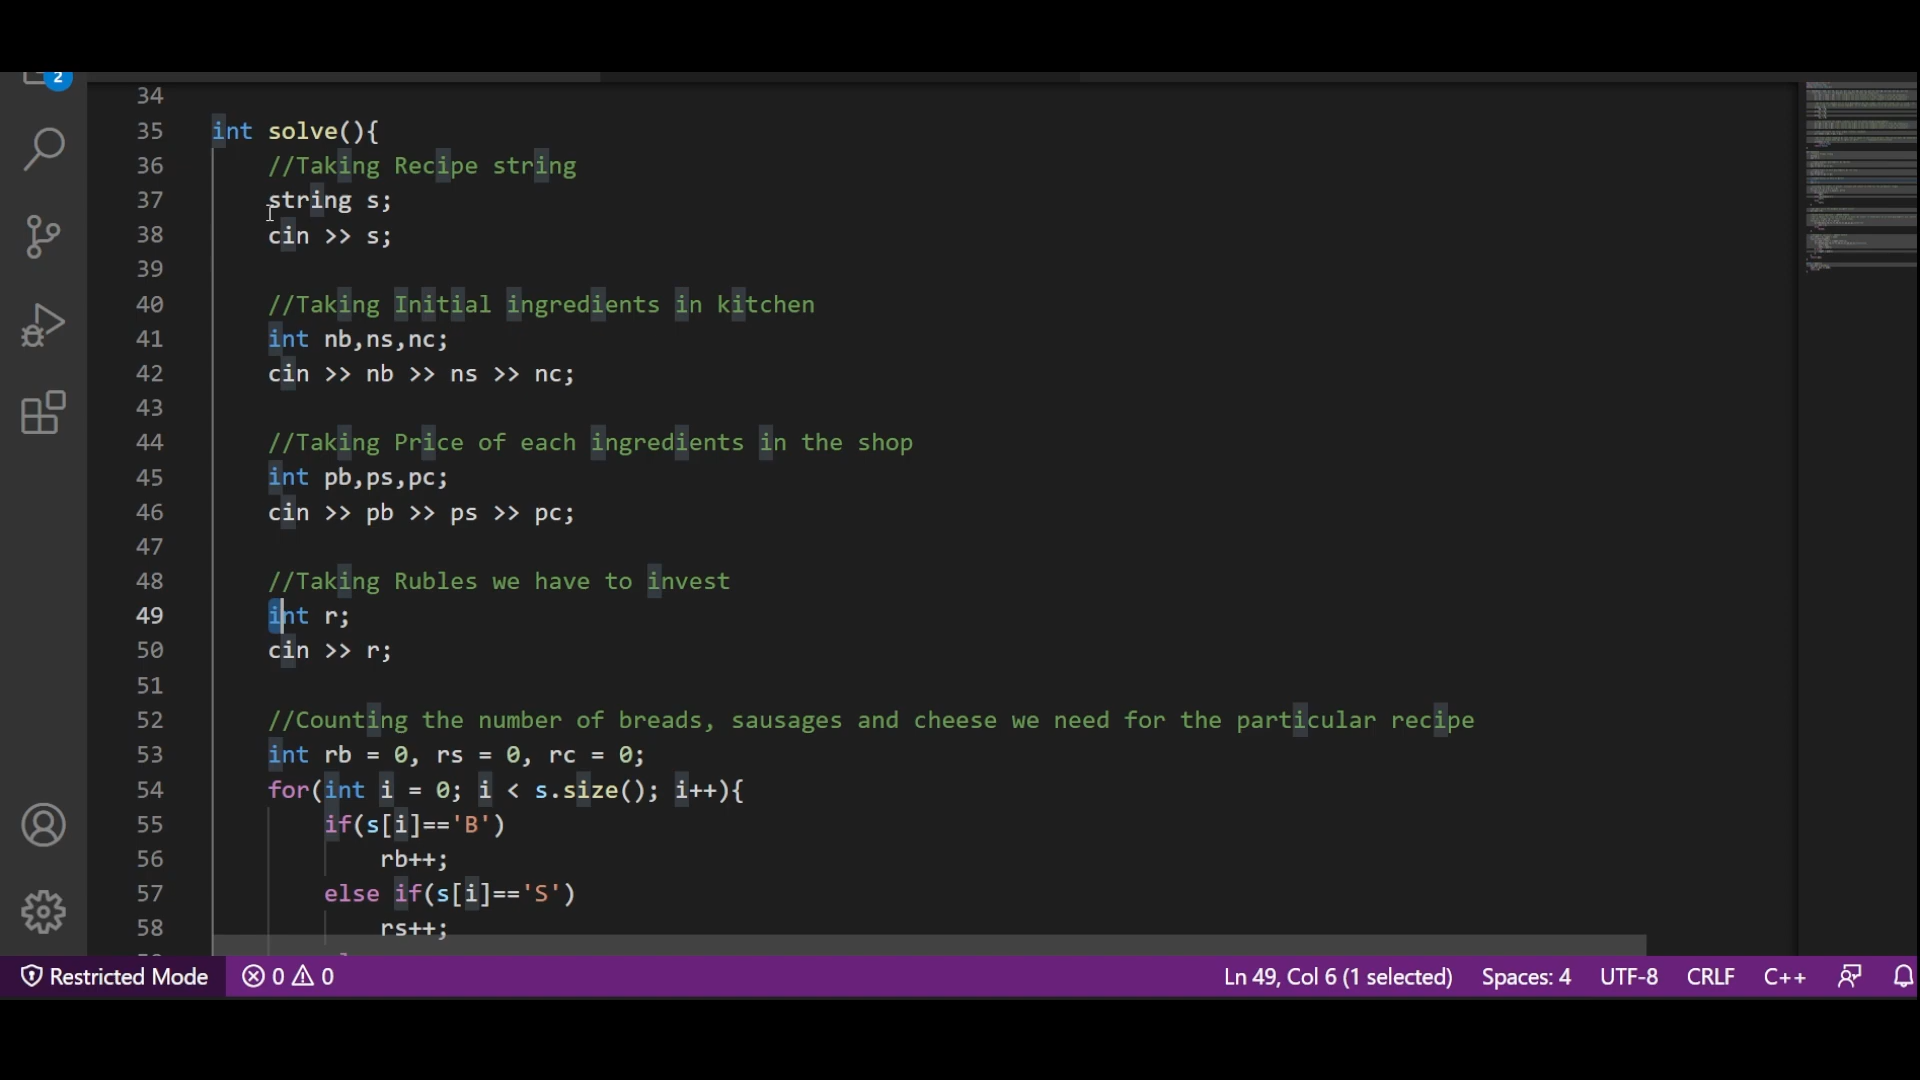 2
34
35 int solve(){
36 //Taking Recipe string
37 string s;
38 cin >> s;
39
40 //Taking Initial ingredients in kitchen
41 int nb,ns,nc;
42 cin >> nb >> ns >> nc;
43
44 //Taking Price of each ingredients in the shop
45 int pb,ps,pc;
46 cin >> pb >> ps >> pc;
47
48 //Taking Rubles we have to invest
49 int r;
50 cin >> r;
51
52 //Counting the number of breads, sausages and cheese we need for the particular recipe
53 int rb = 0, rs = 0, rc = 0;
54 for(int i = 0; i < s.size(); i++){
55 if(s[i]=='B')
56 rb++;
57 else if(s[i]=='S')
58 rs++;
Restricted Mode 0 0 Ln 49, Col 6 (1 selected) Spaces: 4 UTF-8 CRLF C++